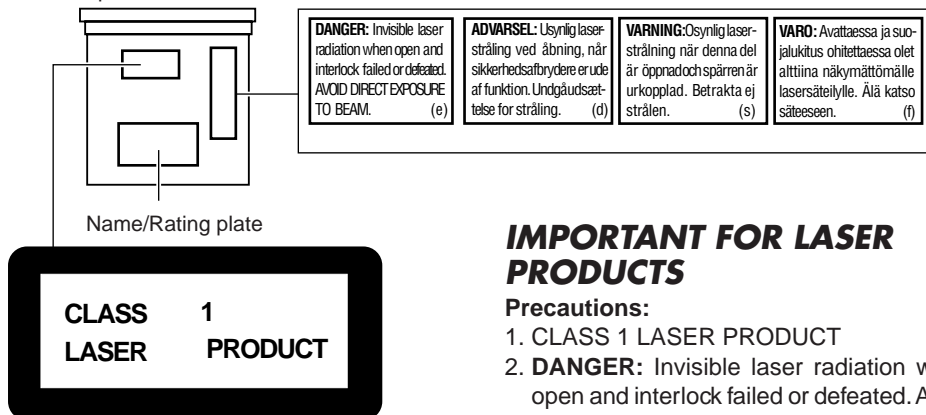 DANGER: Invisible laser
radiation when open and
interlock failed or defeated.
AVOID DIRECT EXPOSURE
TO BEAM. (e)
ADVARSEL: Usynlig laser-
stråling ved åbning, når
sikkerhedsafbrydere er ude
af funktion. Undgåudsæt-
telse for stråling. (d)
VARNING:Osynlig laser-
strålning när denna del
är öppnad och spärren är
urkopplad. Betrakta ej
strålen. (s)
VARO: Avattaessa ja suo-
jalukitus ohitettaessa olet
alttiina näkymättömälle
lasersäteilylle. Älä katso
säteeseen. (f)
Name/Rating plate
CLASS 1
LASER PRODUCT
IMPORTANT FOR LASER
PRODUCTS
Precautions:
1. CLASS 1 LASER PRODUCT
2. DANGER: Invisible laser radiation
open and interlock failed or defeated.